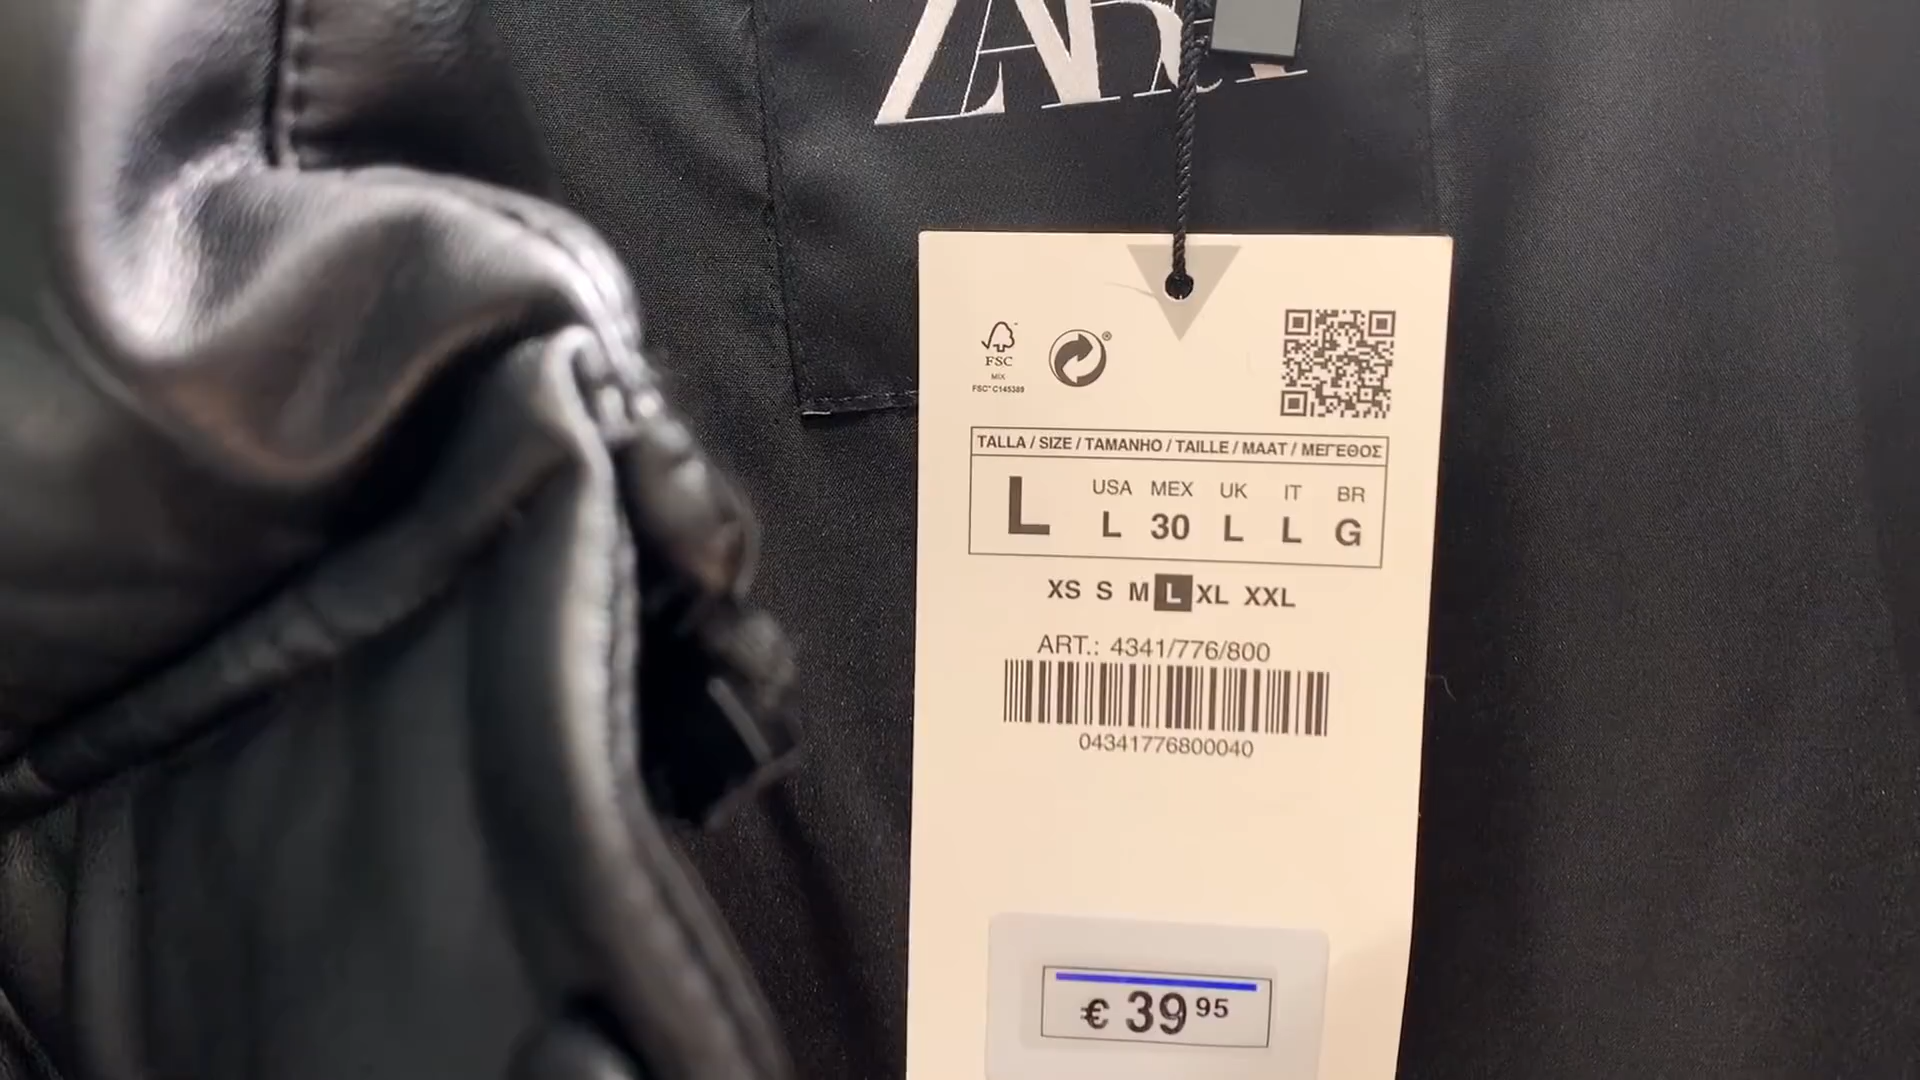 ZARA
FSC
MIX
FSC® C145389
®
TALLA / SIZE / TAMANHO / TAILLE / MAAT / ΜΕΓΕΘΟΣ
L
USA MEX UK IT BR
L 30 L L G
XS S M L XL XXL
ART.: 4341/776/800
04341776800040
€ 39 95